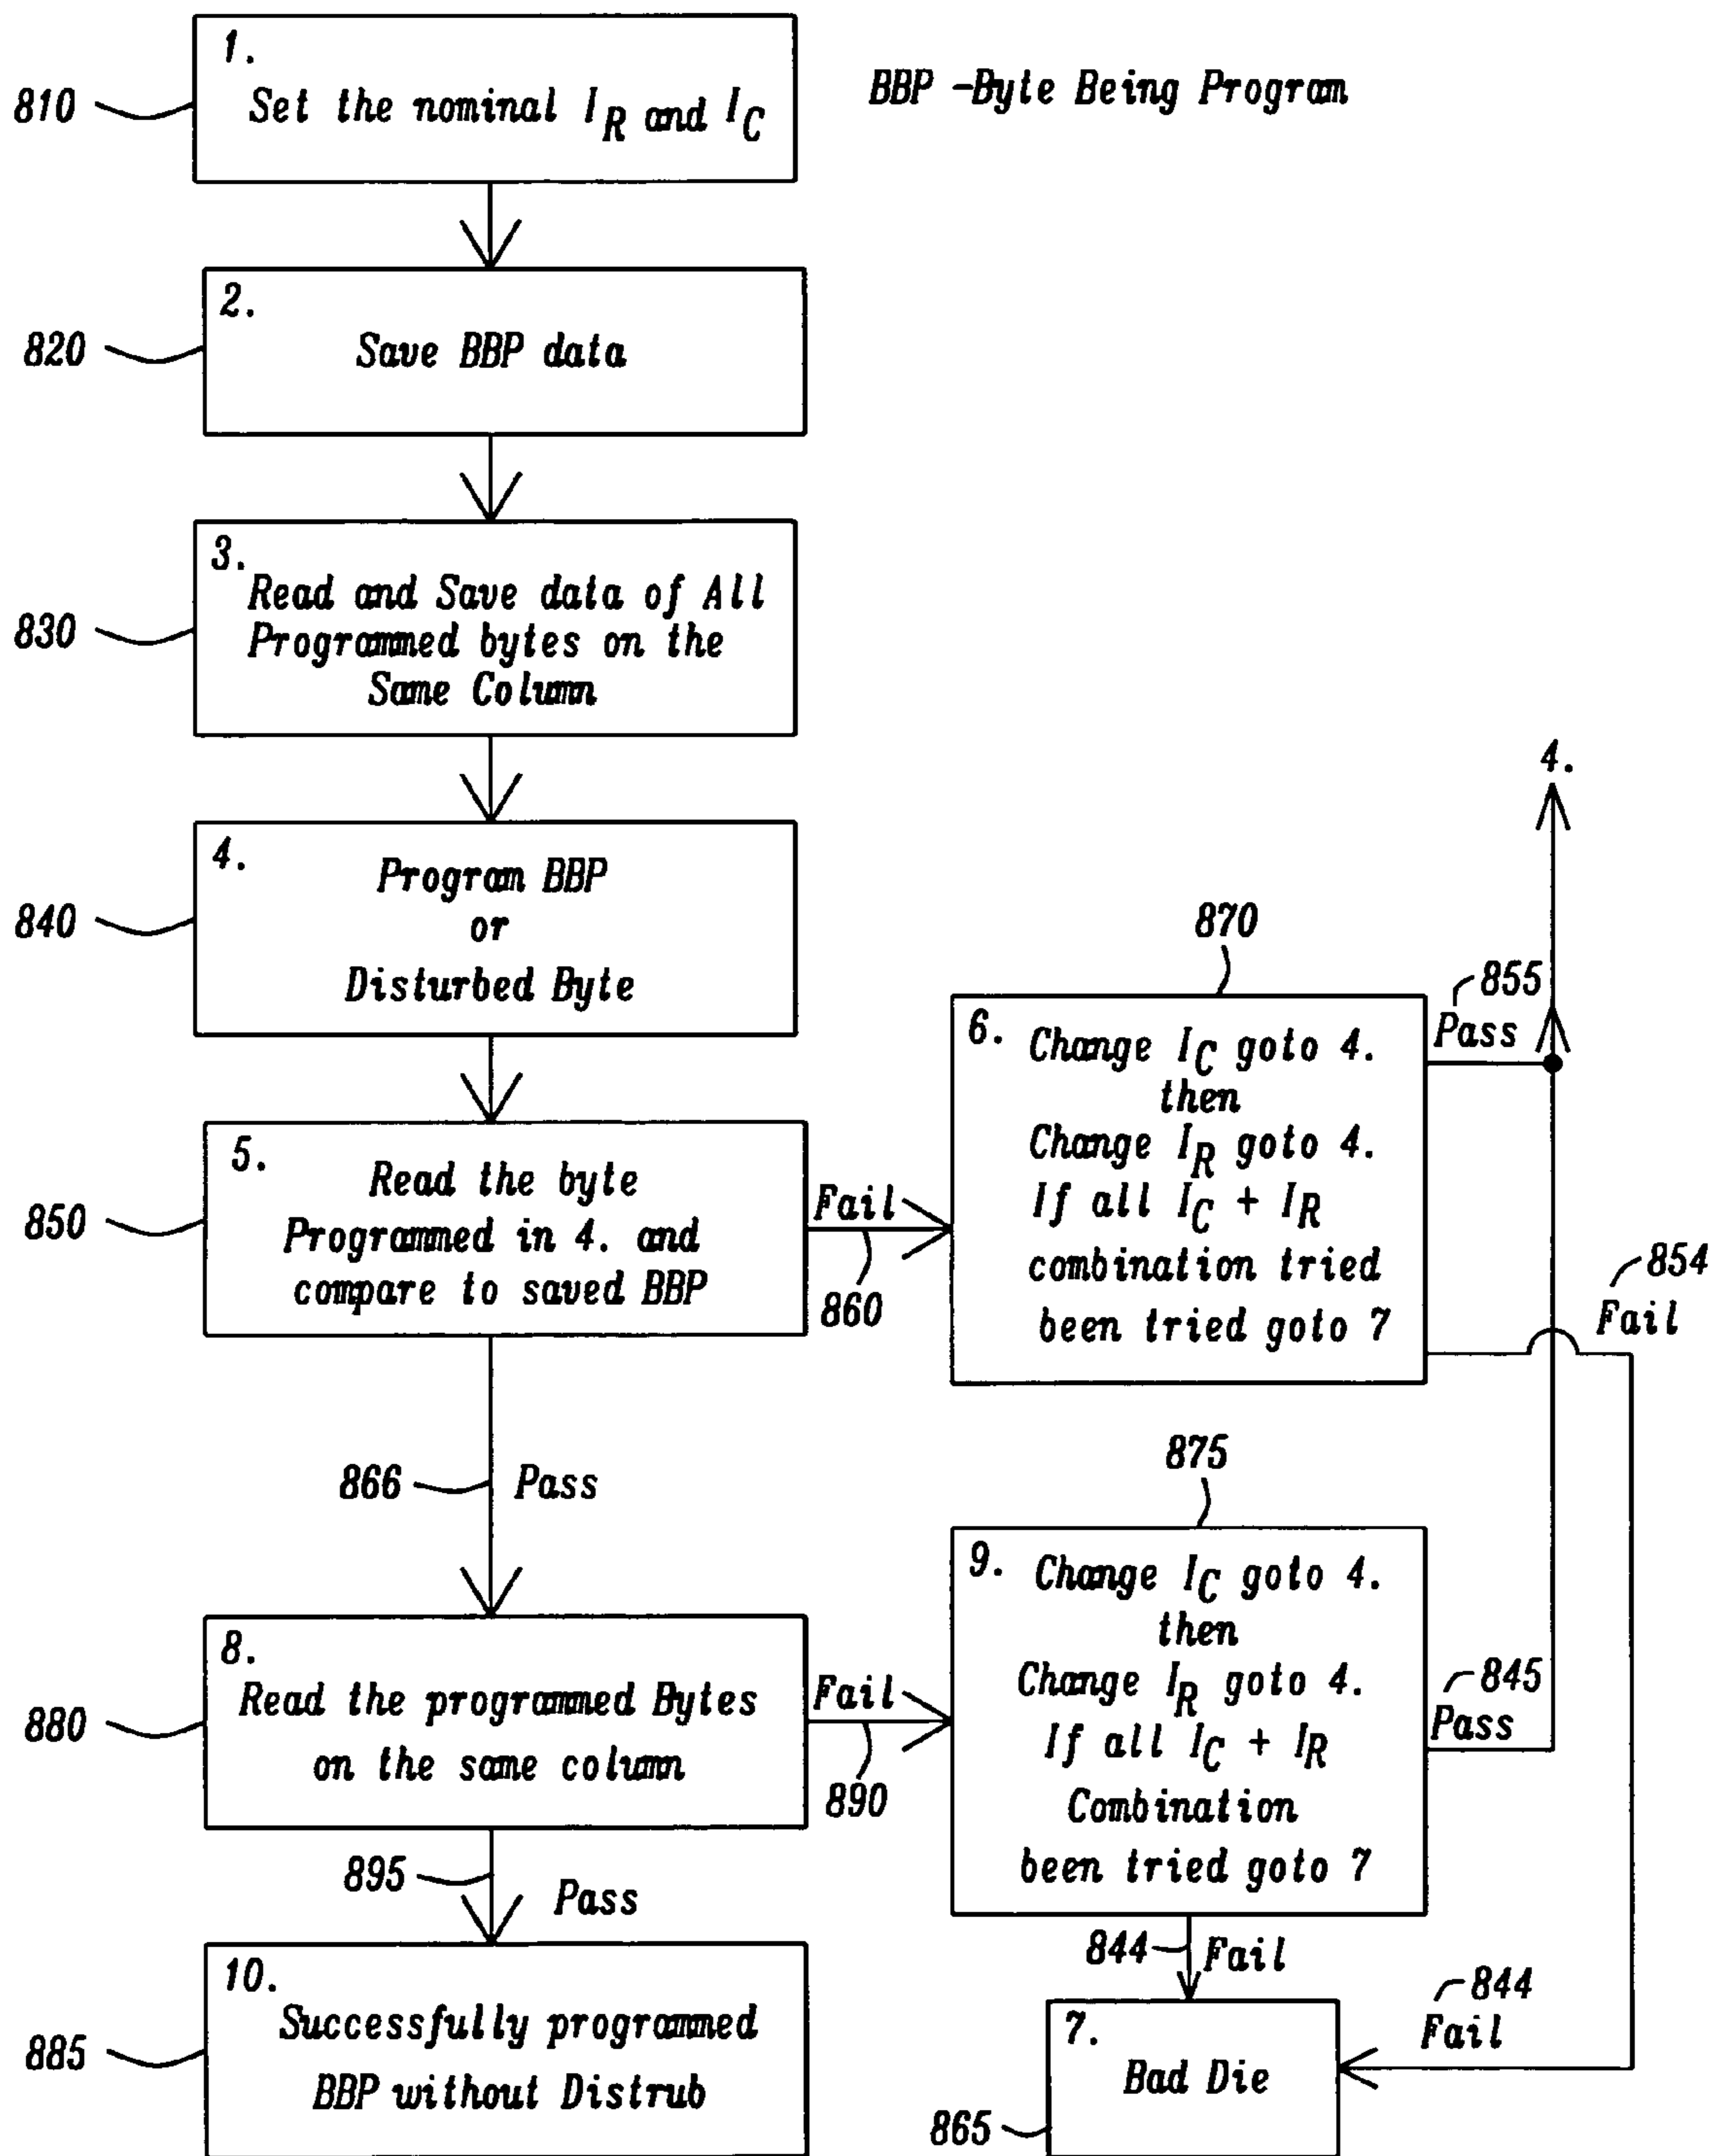 1.
Set the nominal IR and IC
810
BBP -Byte Being Program
2.
Save BBP data
820
3.
Read and Save data of All
Programmed bytes on the
Same Column
830
4.
Program BBP
or
Disturbed Byte
840
5.
Read the byte
Programmed in 4. and
compare to saved BBP
850
Fail
860
870
6. Change IC goto 4.
then
Change IR goto 4.
If all IC + IR
combination tried
been tried goto 7
4.
855
Pass
854
Fail
866
Pass
8.
Read the programmed Bytes
on the same column
880
Fail
890
875
9. Change IC goto 4.
then
Change IR goto 4.
If all IC + IR
Combination
been tried goto 7
845
Pass
895
Pass
844
Fail
844
Fail
10.
Successfully programmed
BBP without Distrub
885
7.
Bad Die
865